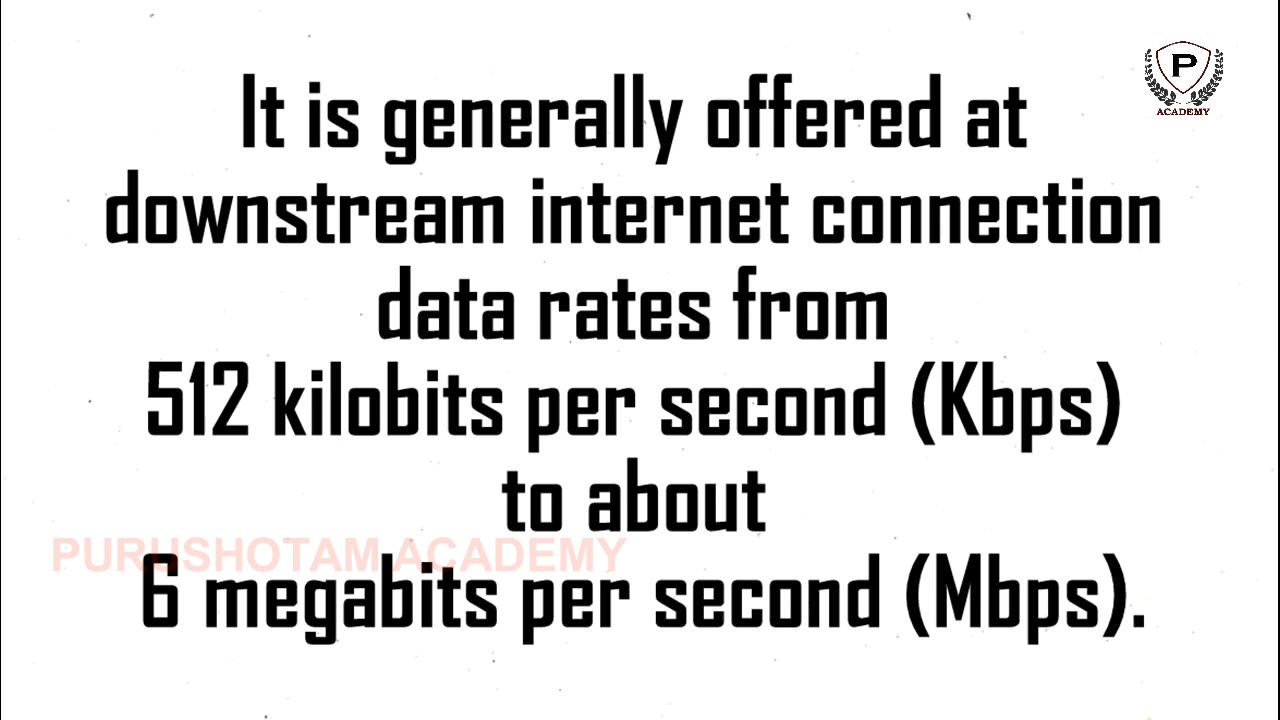 P
ACADEMY
It is generally offered at
downstream internet connection
data rates from
512 kilobits per second (Kbps)
to about
PURUSHOTAM ACADEMY
6 megabits per second (Mbps).